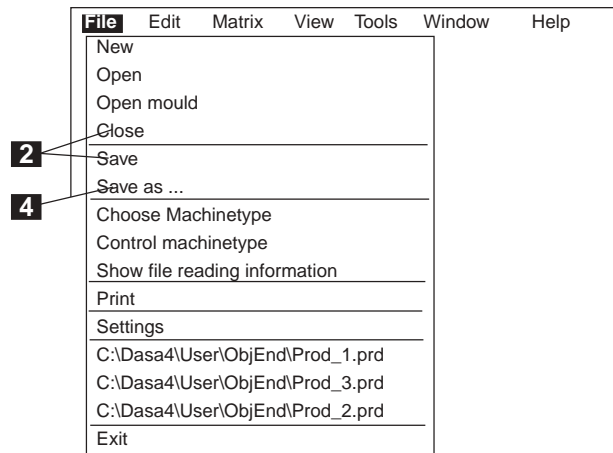 File Edit Matrix View Tools Window Help
New
Open
Open mould
Close
2
Save
Save as ...
4
Choose Machinetype
Control machinetype
Show file reading information
Print
Settings
C:\Dasa4\User\ObjEnd\Prod_1.prd
C:\Dasa4\User\ObjEnd\Prod_3.prd
C:\Dasa4\User\ObjEnd\Prod_2.prd
Exit